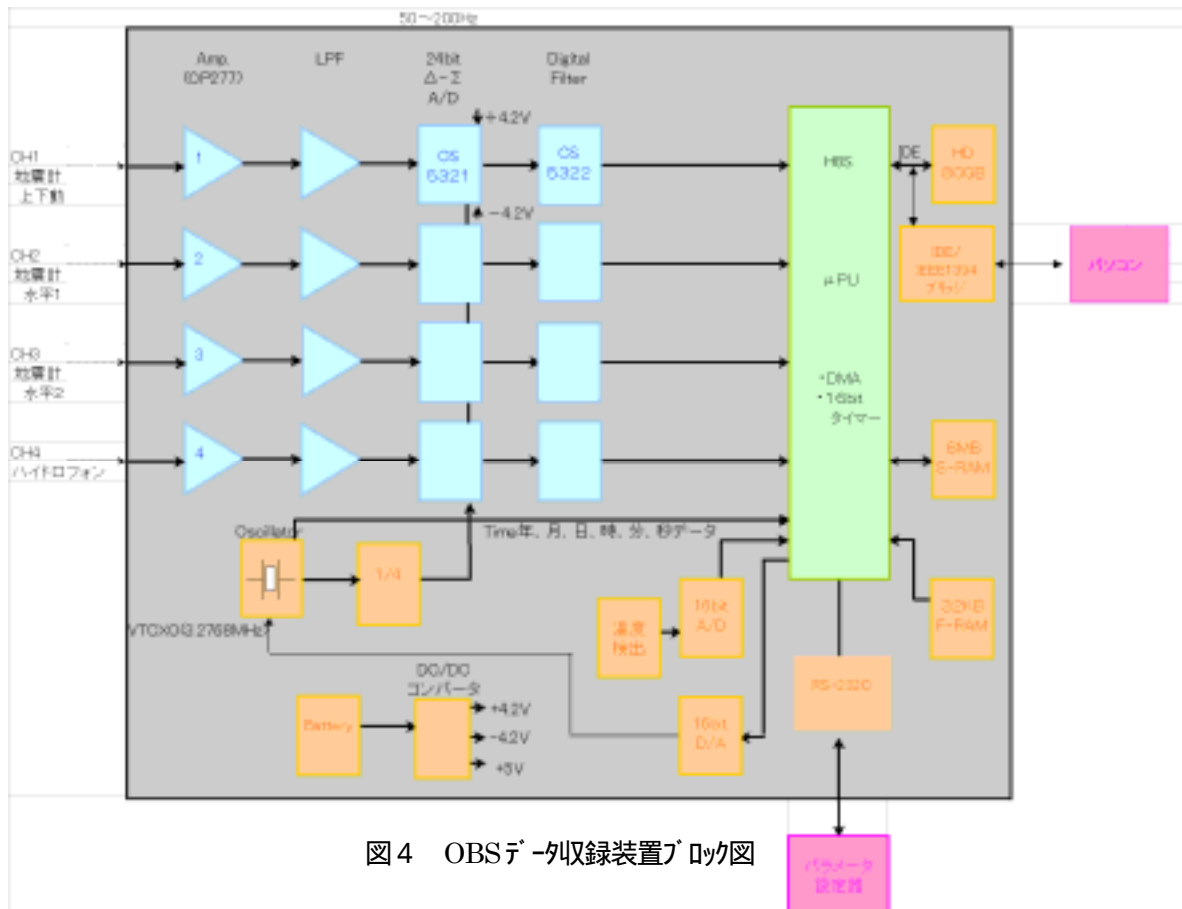 50～200Hz
Amp.
(OP277)
LPF
24bit
Δ-Σ
A/D
Digital
Filter
+4.2V
CH1
地震計
上下動
1
CS
5321
CS
5322
H8S
IDE
HD
80GB
-4.2V
CH2
地震計
水平1
2
μPU
IDE/
IEEE1394
ブリッジ
パソコン
CH3
地震計
水平2
3
・DMA
・16bit
タイマー
CH4
ハイドロフォン
4
S-RAM
Oscillator
Time年、月、日、時、分、秒データ
1/4
VTCXO(3.2768MHz)
温度
検出
16bit
A/D
32KB
F-RAM
DC/DC
コンバータ
RS-232C
Battery
+4.2V
-4.2V
+5V
16bit
D/A
図４　OBSデータ収録装置ブロック図
パラメータ
設定器